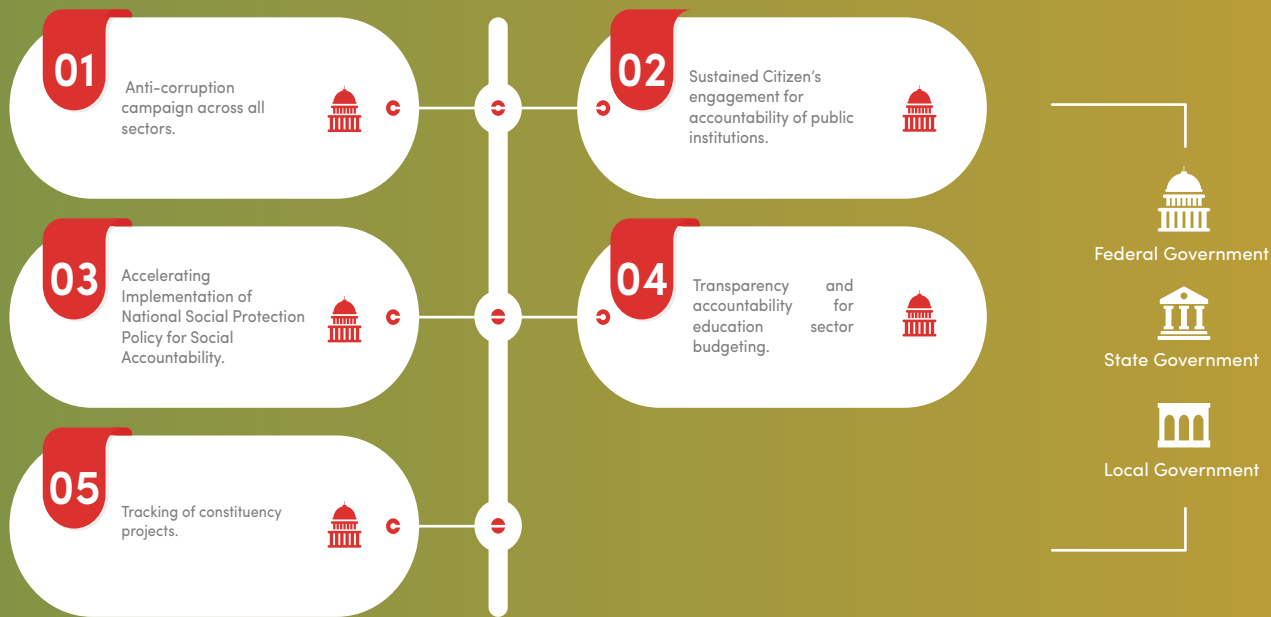 01
Anti-corruption
campaign across all
sectors.
02
Sustained Citizen's
engagement for
accountability of public
institutions.
03
Accelerating
Implementation of
National Social Protection
Policy for Social
Accountability.
04
Transparency and
accountability for
education sector
budgeting.
05
Tracking of constituency
projects.
Federal Government
State Government
Local Government